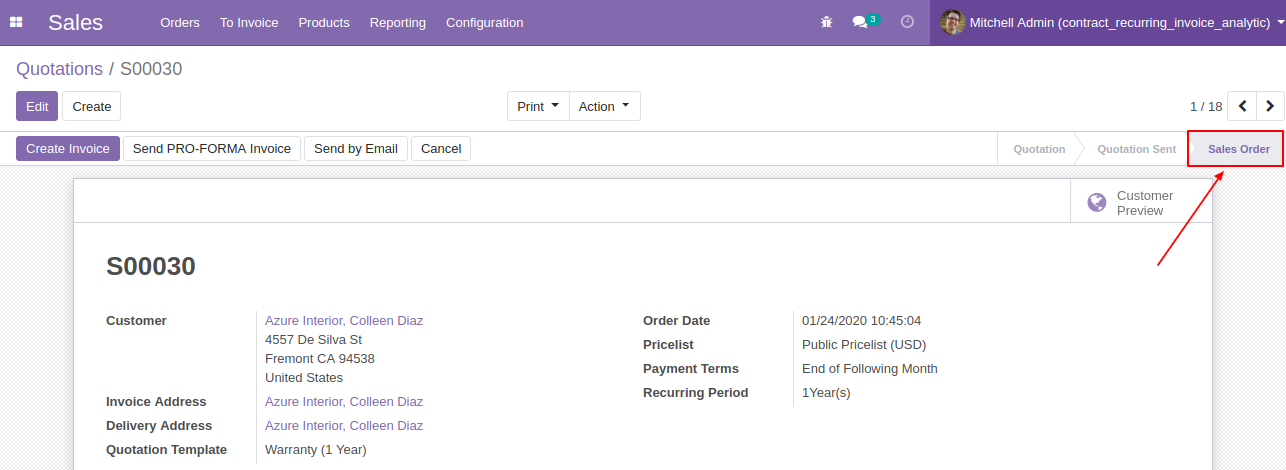 Sales Orders To Invoice Products Reporting Configuration 3 Mitchell Admin (contract_recurring_invoice_analytic)
Quotations / S00030
Edit Create Print Action 1 / 18
Create Invoice Send PRO-FORMA Invoice Send by Email Cancel Quotation Quotation Sent Sales Order
Customer
Preview
S00030
Customer Azure Interior, Colleen Diaz
4557 De Silva St
Fremont CA 94538
United States
Invoice Address Azure Interior, Colleen Diaz
Delivery Address Azure Interior, Colleen Diaz
Quotation Template Warranty (1 Year)
Order Date 01/24/2020 10:45:04
Pricelist Public Pricelist (USD)
Payment Terms End of Following Month
Recurring Period 1Year(s)